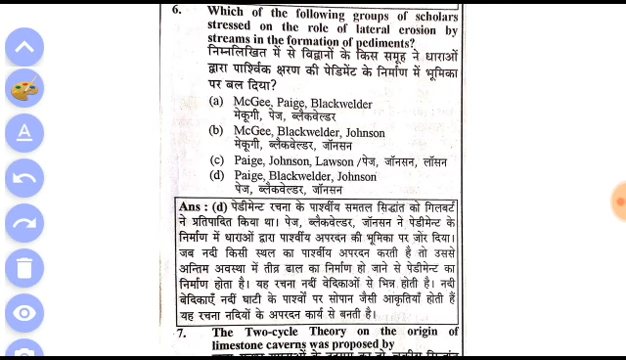 6. Which of the following groups of scholars
stressed on the role of lateral erosion by
streams in the formation of pediments?
निम्नलिखित में से विद्वानों के किस समूह ने धाराओं
द्वारा पार्श्विक क्षरण की पेडिमेंट के निर्माण में भूमिका
पर बल दिया?
(a) McGee, Paige, Blackwelder
मेकूगी, पेज, ब्लैकवेल्डर
(b) McGee, Blackwelder, Johnson
मेकूगी, ब्लैकवेल्डर, जॉनसन
(c) Paige, Johnson, Lawson /पेज, जॉनसन, लॉसन
(d) Paige, Blackwelder, Johnson
पेज, ब्लैकवेल्डर, जॉनसन
Ans : (d) पेडीमेन्ट रचना के पार्श्वीय समतल सिद्धांत को गिलबर्ट
ने प्रतिपादित किया था। पेज, ब्लैकवेल्डर, जॉनसन ने पेडीमेन्ट के
निर्माण में धाराओं द्वारा पार्श्वीय अपरदन की भूमिका पर जोर दिया।
जब नदी किसी स्थल का पार्श्वीय अपरदन करती है तो उससे
अन्तिम अवस्था में तीव्र ढाल का निर्माण हो जाने से पेडीमेन्ट का
निर्माण होता है। यह रचना नदी वेदिकाओं से भिन्न होती है। नदी
वेदिकाएँ नदीं घाटी के पार्श्वो पर सोपान जैसी आकृतियाँ होती हैं
यह रचना नदियों के अपरदन कार्य से बनती है।
7. The Two-cycle Theory on the origin of
limestone caverns was proposed by
A